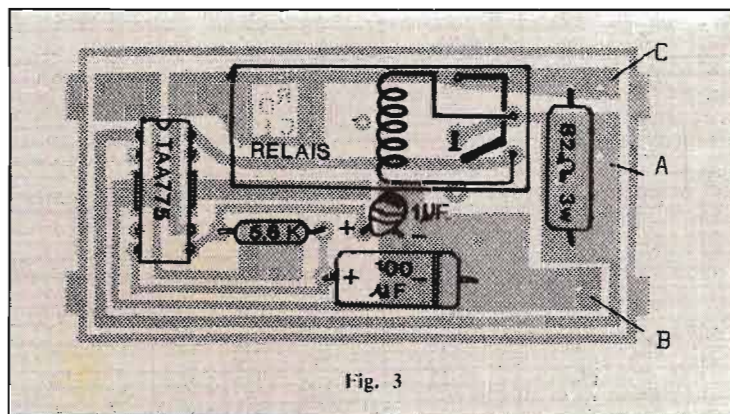 C
RELAIS
TAA775
82Ω 3W
A
1µF.
+
-
5.6 K
+
100
µF
-
B
Fig. 3